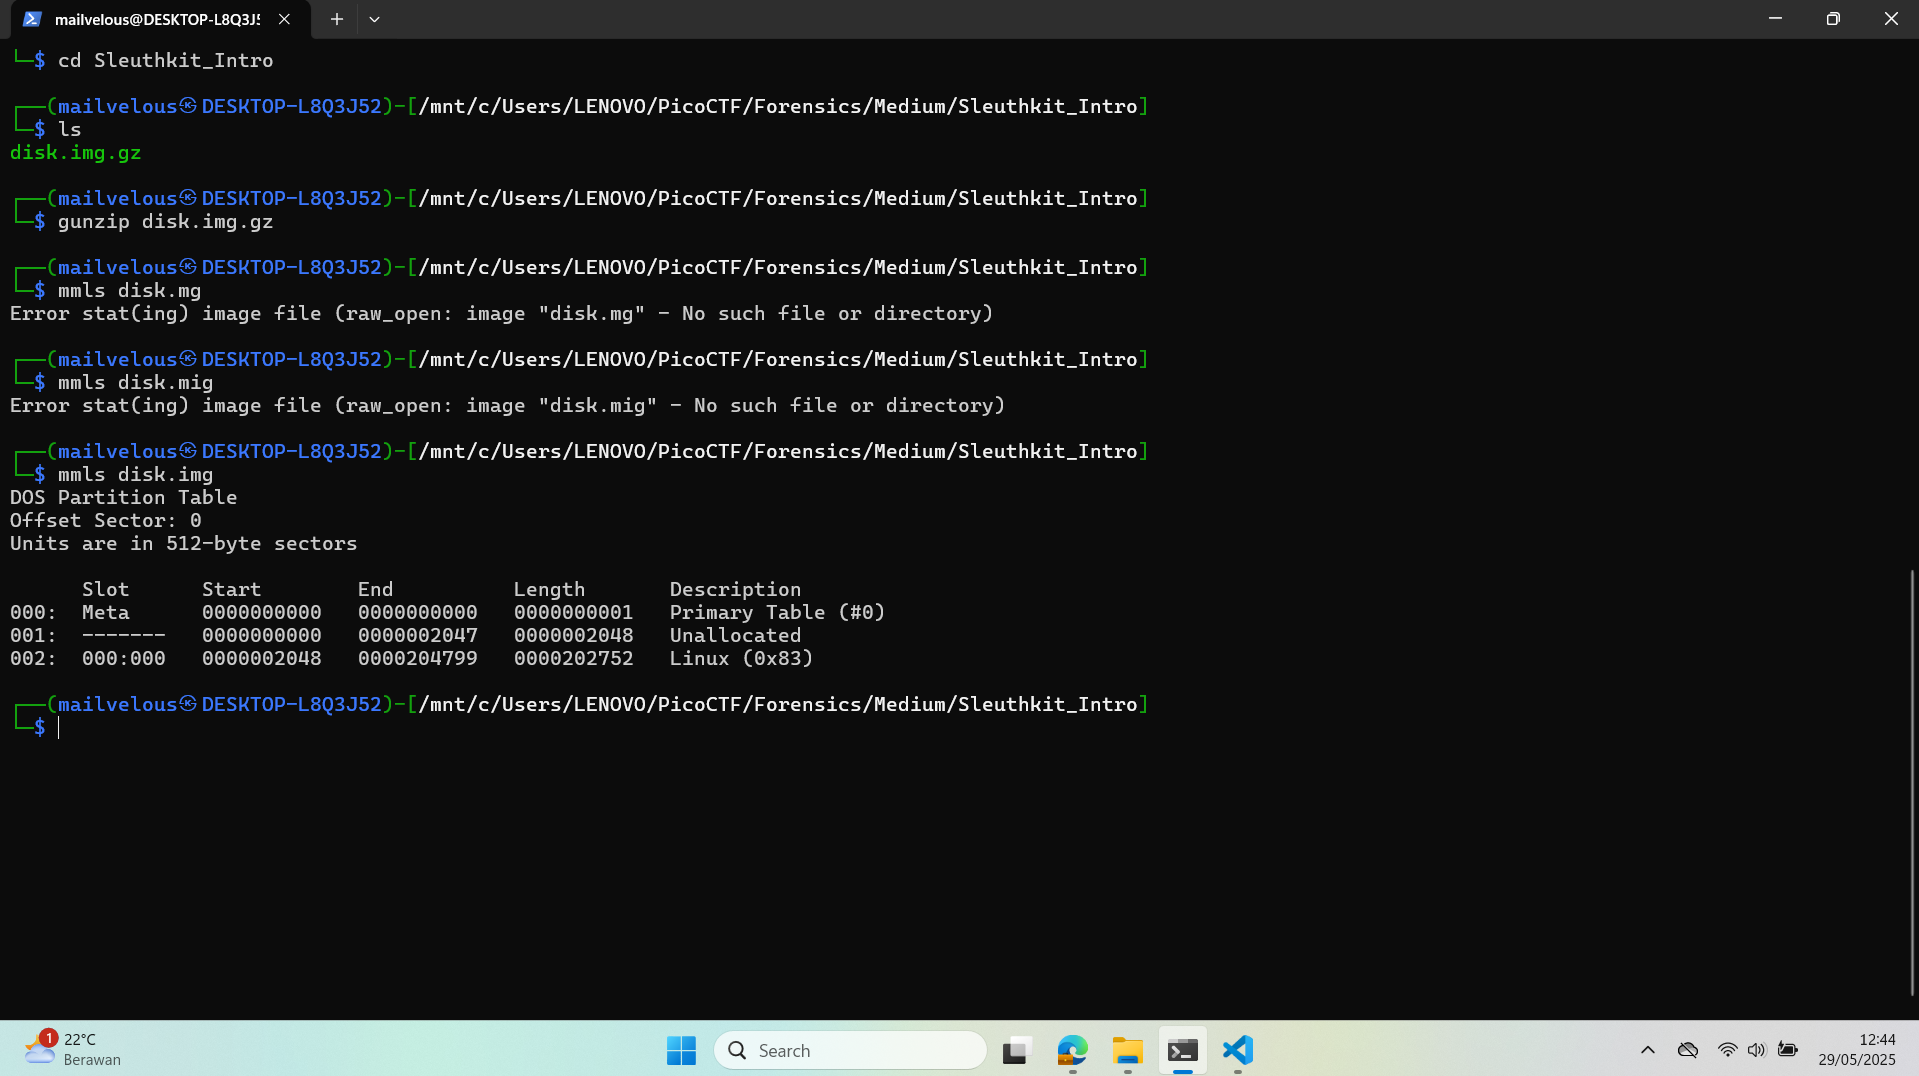 mailvelous@DESKTOP-L8Q3J5
└─$ cd Sleuthkit_Intro
┌──(mailvelous㉿DESKTOP-L8Q3J52)-[/mnt/c/Users/LENOVO/PicoCTF/Forensics/Medium/Sleuthkit_Intro]
└─$ ls
disk.img.gz
┌──(mailvelous㉿DESKTOP-L8Q3J52)-[/mnt/c/Users/LENOVO/PicoCTF/Forensics/Medium/Sleuthkit_Intro]
└─$ gunzip disk.img.gz
┌──(mailvelous㉿DESKTOP-L8Q3J52)-[/mnt/c/Users/LENOVO/PicoCTF/Forensics/Medium/Sleuthkit_Intro]
└─$ mmls disk.mg
Error stat(ing) image file (raw_open: image "disk.mg" - No such file or directory)
┌──(mailvelous㉿DESKTOP-L8Q3J52)-[/mnt/c/Users/LENOVO/PicoCTF/Forensics/Medium/Sleuthkit_Intro]
└─$ mmls disk.mig
Error stat(ing) image file (raw_open: image "disk.mig" - No such file or directory)
┌──(mailvelous㉿DESKTOP-L8Q3J52)-[/mnt/c/Users/LENOVO/PicoCTF/Forensics/Medium/Sleuthkit_Intro]
└─$ mmls disk.img
DOS Partition Table
Offset Sector: 0
Units are in 512-byte sectors
      Slot      Start        End          Length       Description
000:  Meta      0000000000   0000000000   0000000001   Primary Table (#0)
001:  -------   0000000000   0000002047   0000002048   Unallocated
002:  000:000   0000002048   0000204799   0000202752   Linux (0x83)
┌──(mailvelous㉿DESKTOP-L8Q3J52)-[/mnt/c/Users/LENOVO/PicoCTF/Forensics/Medium/Sleuthkit_Intro]
└─$
1
22°C
Berawan
Search
12:44
29/05/2025